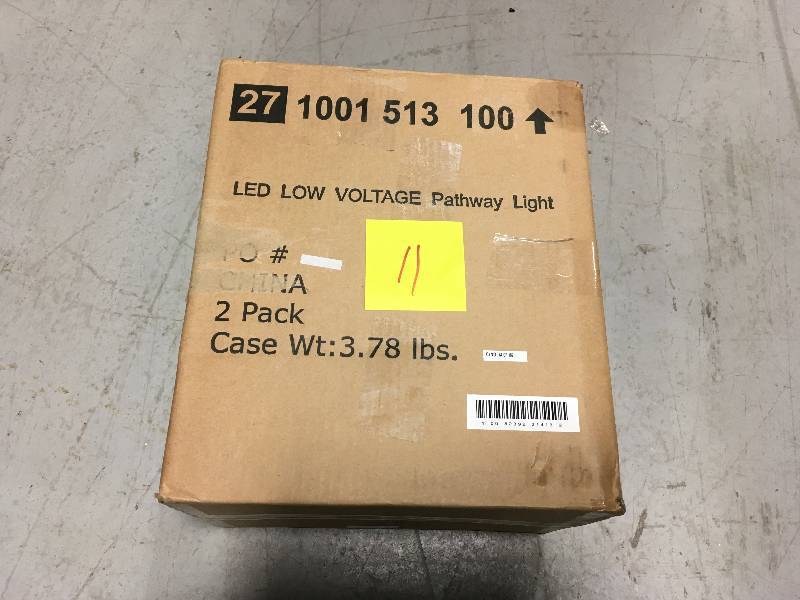 27 1001 513 100
LED LOW VOLTAGE Pathway Light
PO #
CHINA
11
2 Pack
Case Wt:3.78 lbs.